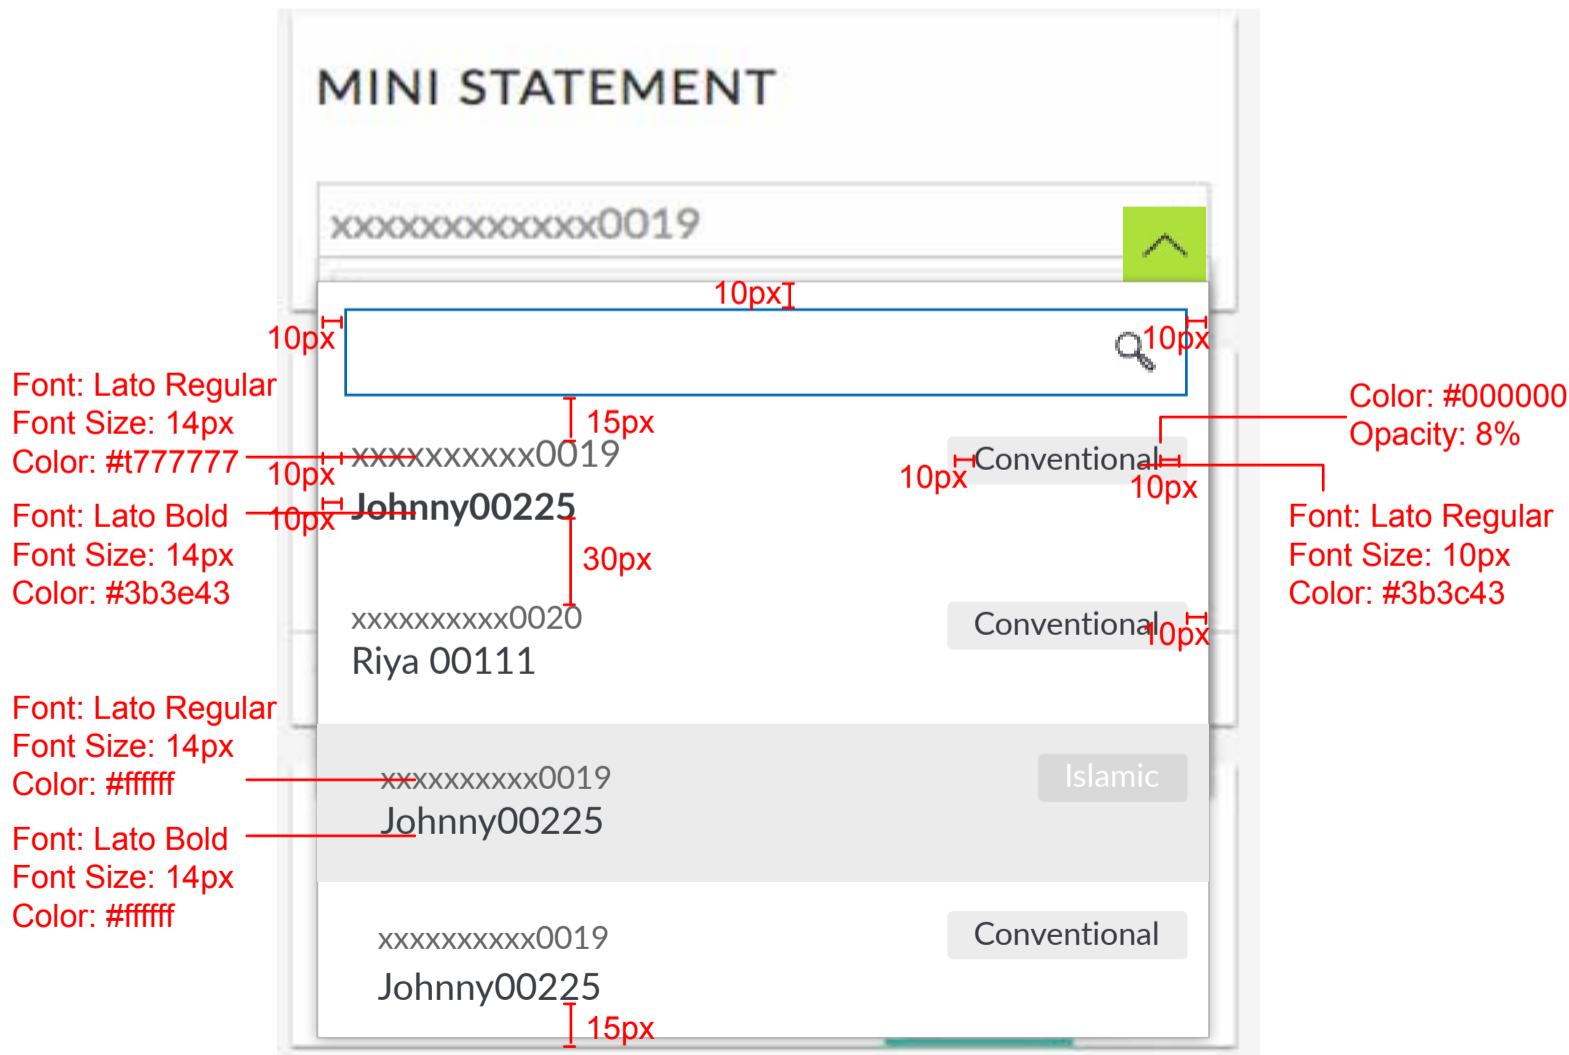 MINI STATEMENT
xxxxxxxxxxxxx0019
10px
10px
10px
Font: Lato Regular
Font Size: 14px
Color: #t777777
15px
Color: #000000
Opacity: 8%
xxxxxxxxxx0019
Conventional
10px
10px
10px
Font: Lato Bold
Font Size: 14px
Color: #3b3e43
10px
Johnny00225
30px
Font: Lato Regular
Font Size: 10px
Color: #3b3c43
xxxxxxxxxx0020
Conventional
10px
Riya 00111
Font: Lato Regular
Font Size: 14px
Color: #ffffff
xxxxxxxxxx0019
Islamic
Johnny00225
Font: Lato Bold
Font Size: 14px
Color: #ffffff
xxxxxxxxxx0019
Conventional
Johnny00225
15px